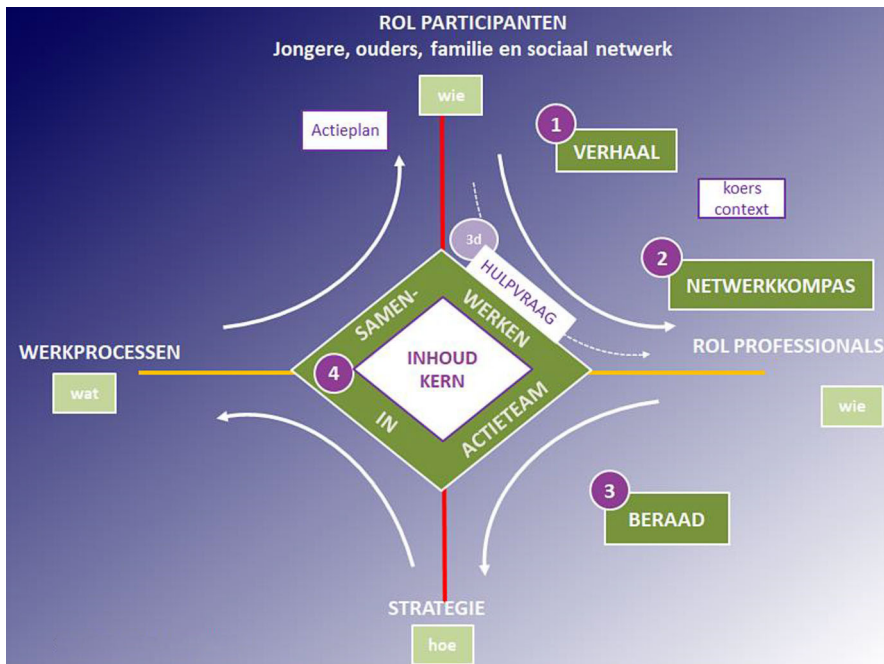 ROL PARTICIPANTEN
Jongere, ouders, familie en sociaal netwerk
wie
Actieplan
1
VERHAAL
koers
context
3d
HULPVRAAG
2
NETWERKKOMPAS
SAMEN-
WERKEN
WERKPROCESSEN
ROL PROFESSIONALS
INHOUD
KERN
4
wat
wie
IN
ACTIETEAM
3
BERAAD
STRATEGIE
hoe